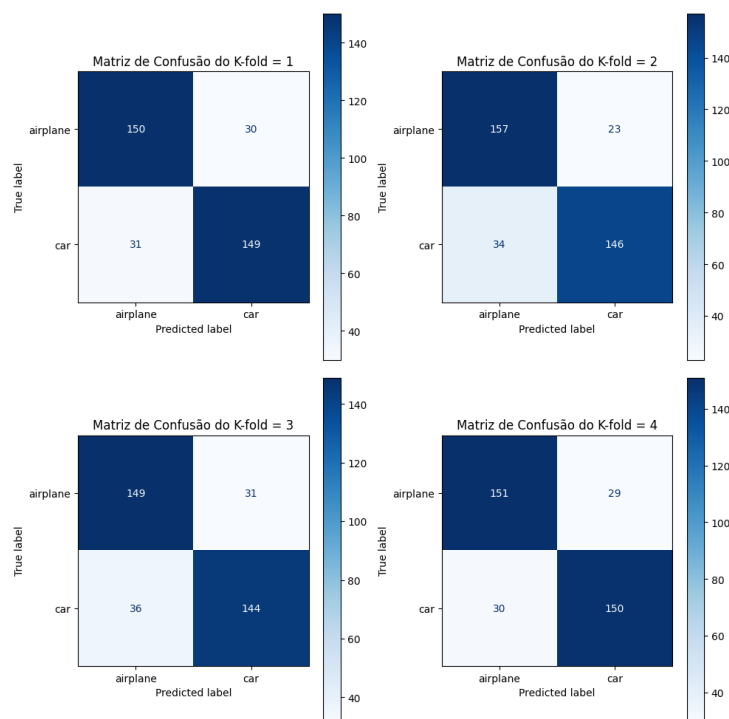 Matriz de Confusão do K-fold = 1
True label
airplane
car
150
30
31
149
airplane
car
Predicted label
140
120
100
80
60
40
Matriz de Confusão do K-fold = 2
True label
airplane
car
157
23
34
146
airplane
car
Predicted label
140
120
100
80
60
40
Matriz de Confusão do K-fold = 3
True label
airplane
car
149
31
36
144
airplane
car
Predicted label
140
120
100
80
60
40
Matriz de Confusão do K-fold = 4
True label
airplane
car
151
29
30
150
airplane
car
Predicted label
140
120
100
80
60
40